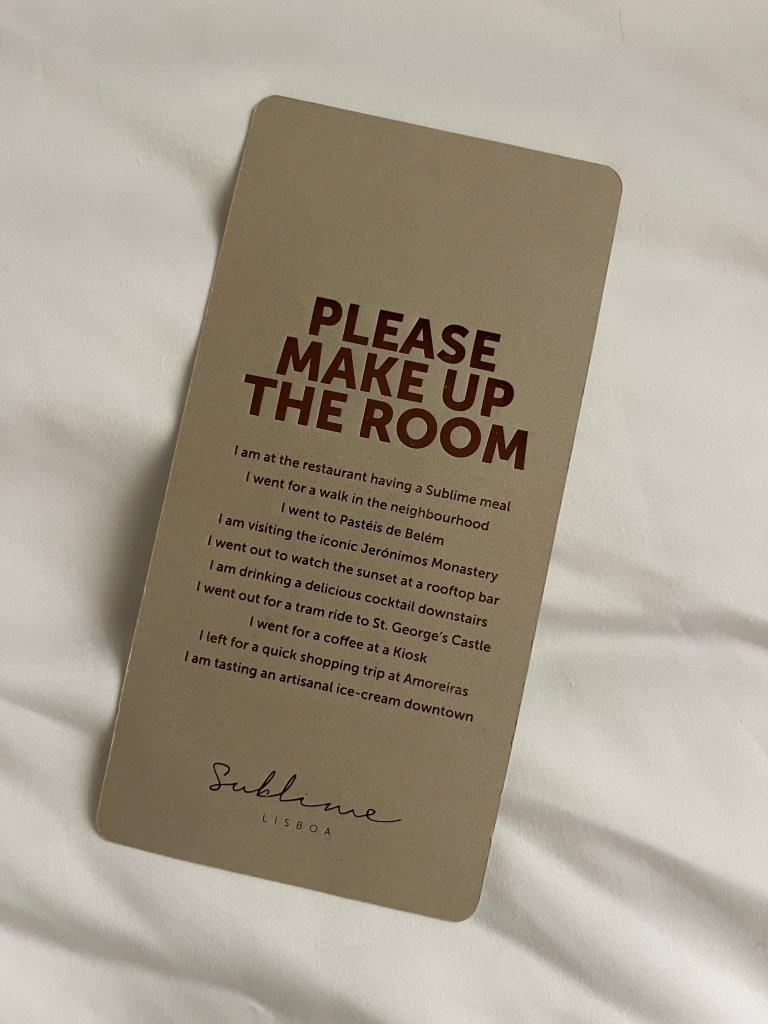 PLEASE
MAKE UP
THE ROOM
I am at the restaurant having a Sublime meal
I went for a walk in the neighbourhood
I went to Pastéis de Belém
I am visiting the iconic Jerónimos Monastery
I went out to watch the sunset at a rooftop bar
I am drinking a delicious cocktail downstairs
I went out for a tram ride to St. George's Castle
I went for a coffee at a Kiosk
I left for a quick shopping trip at Amoreiras
I am tasting an artisanal ice-cream downtown
Sublime
LISBOA